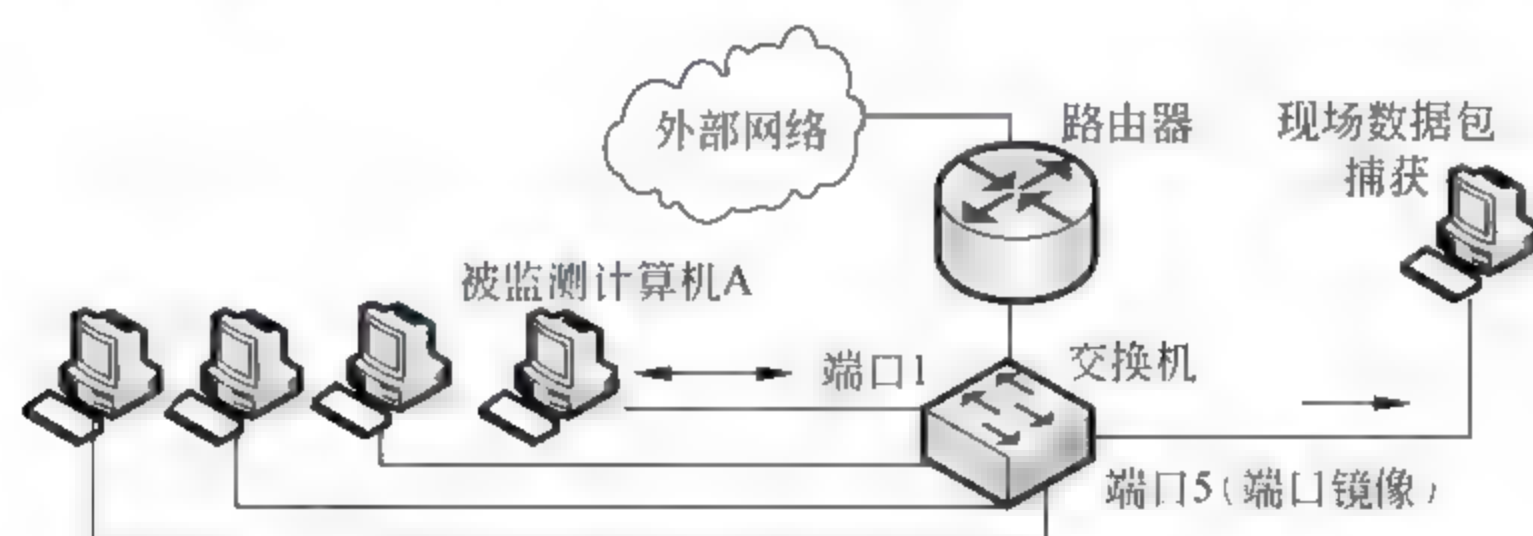 外部网络
路由器
现场数据包
捕获
被监测计算机A
端口1
交换机
端口5(端口镜像)